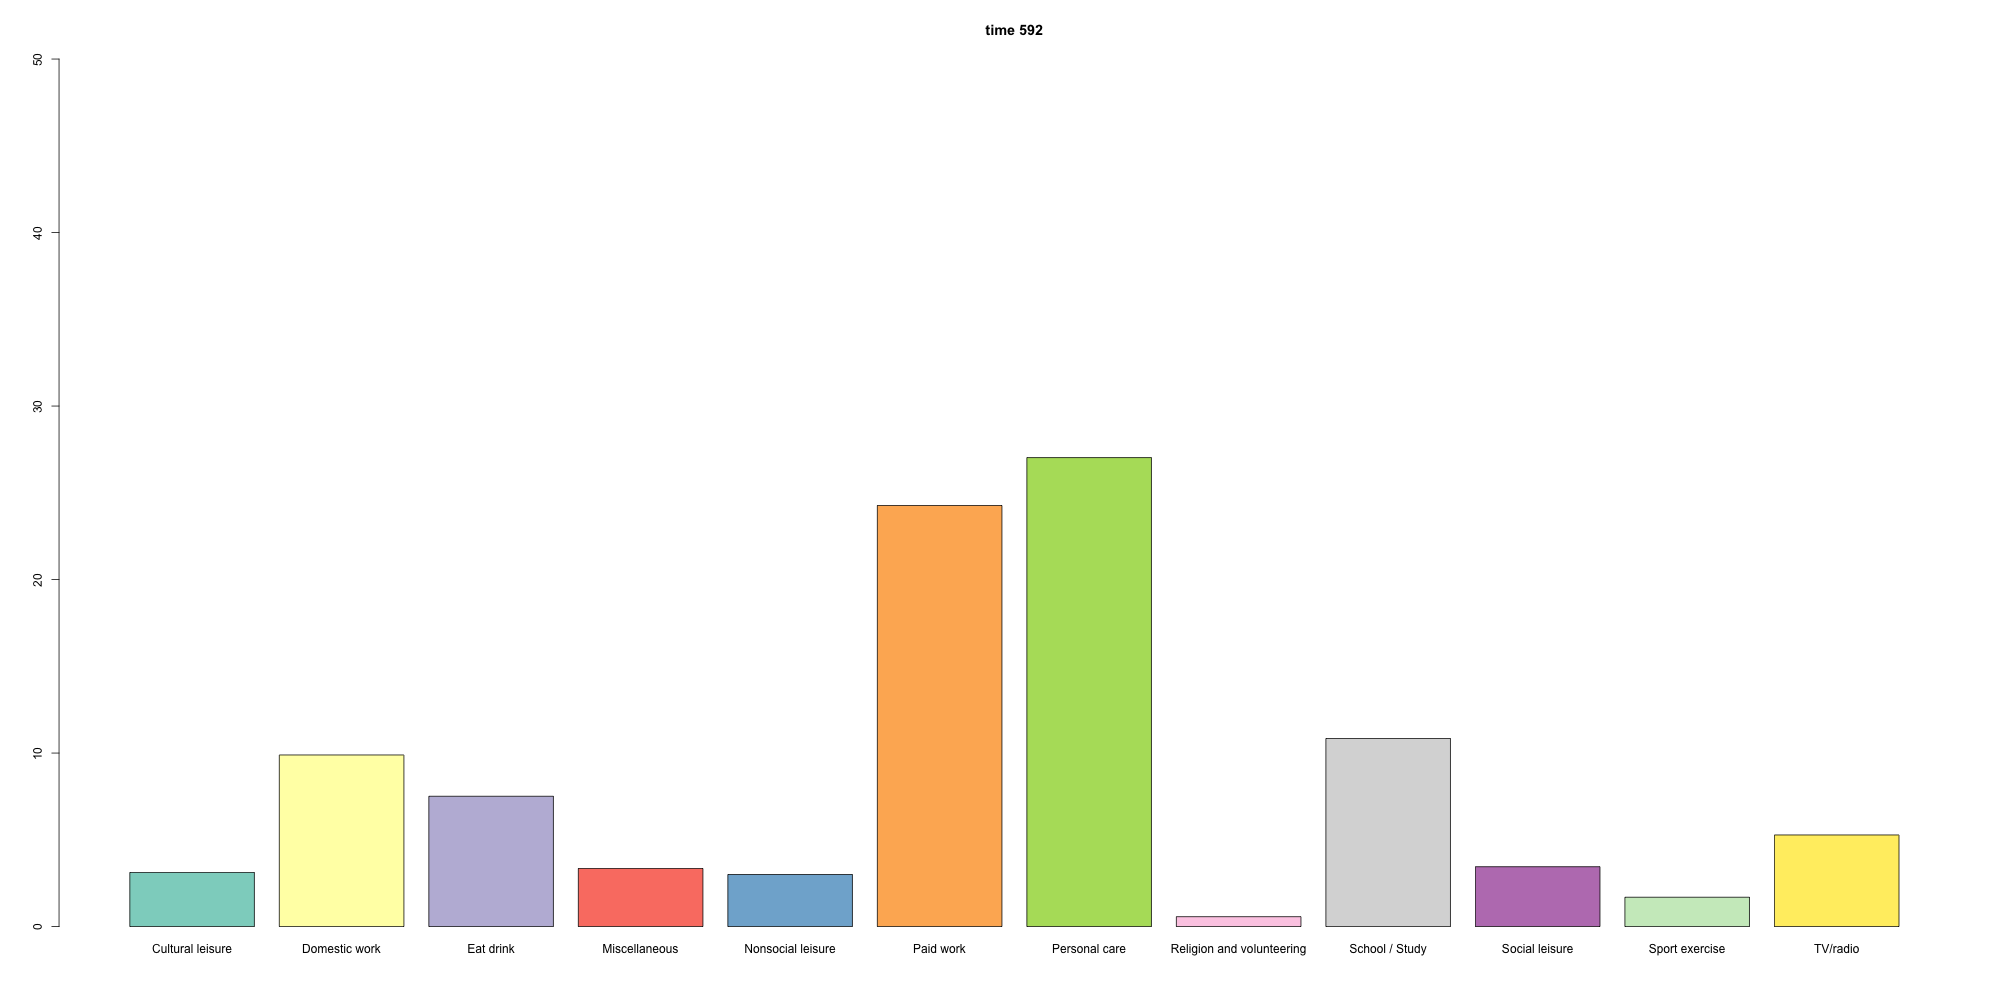 time 592
50
40
30
20
10
0
Cultural leisure
Domestic work
Eat drink
Miscellaneous
Nonsocial leisure
Paid work
Personal care
Religion and volunteering
School / Study
Social leisure
Sport exercise
TV/radio